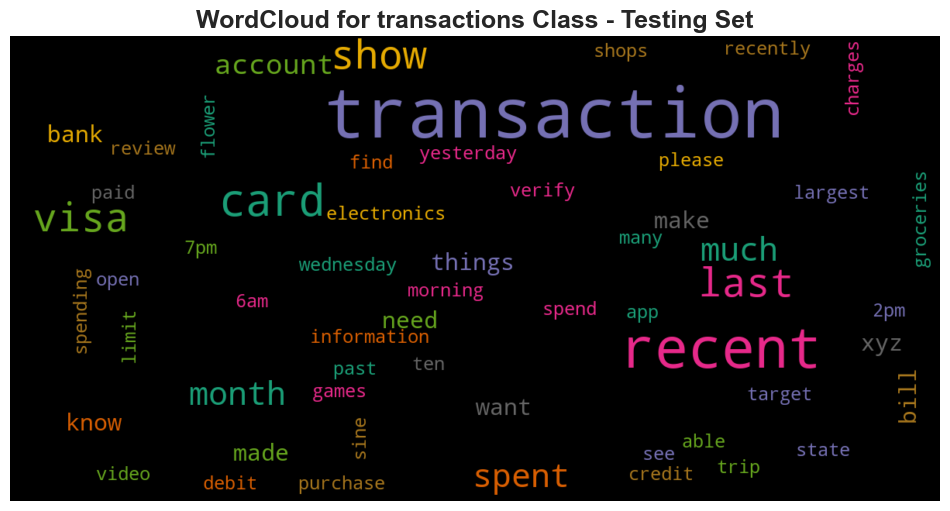 WordCloud for transactions Class - Testing Set
show
shops
recently
charges
account
flower
transaction
bank
review
find
yesterday
please
paid
card
verify
largest
groceries
visa
electronics
make
7pm
many
much
wednesday
things
last
spending
open
6am
morning
spend
app
2pm
limit
need
information
recent
xyz
past
ten
month
games
target
bill
want
know
sine
made
see
able
state
video
debit
purchase
spent
credit
trip